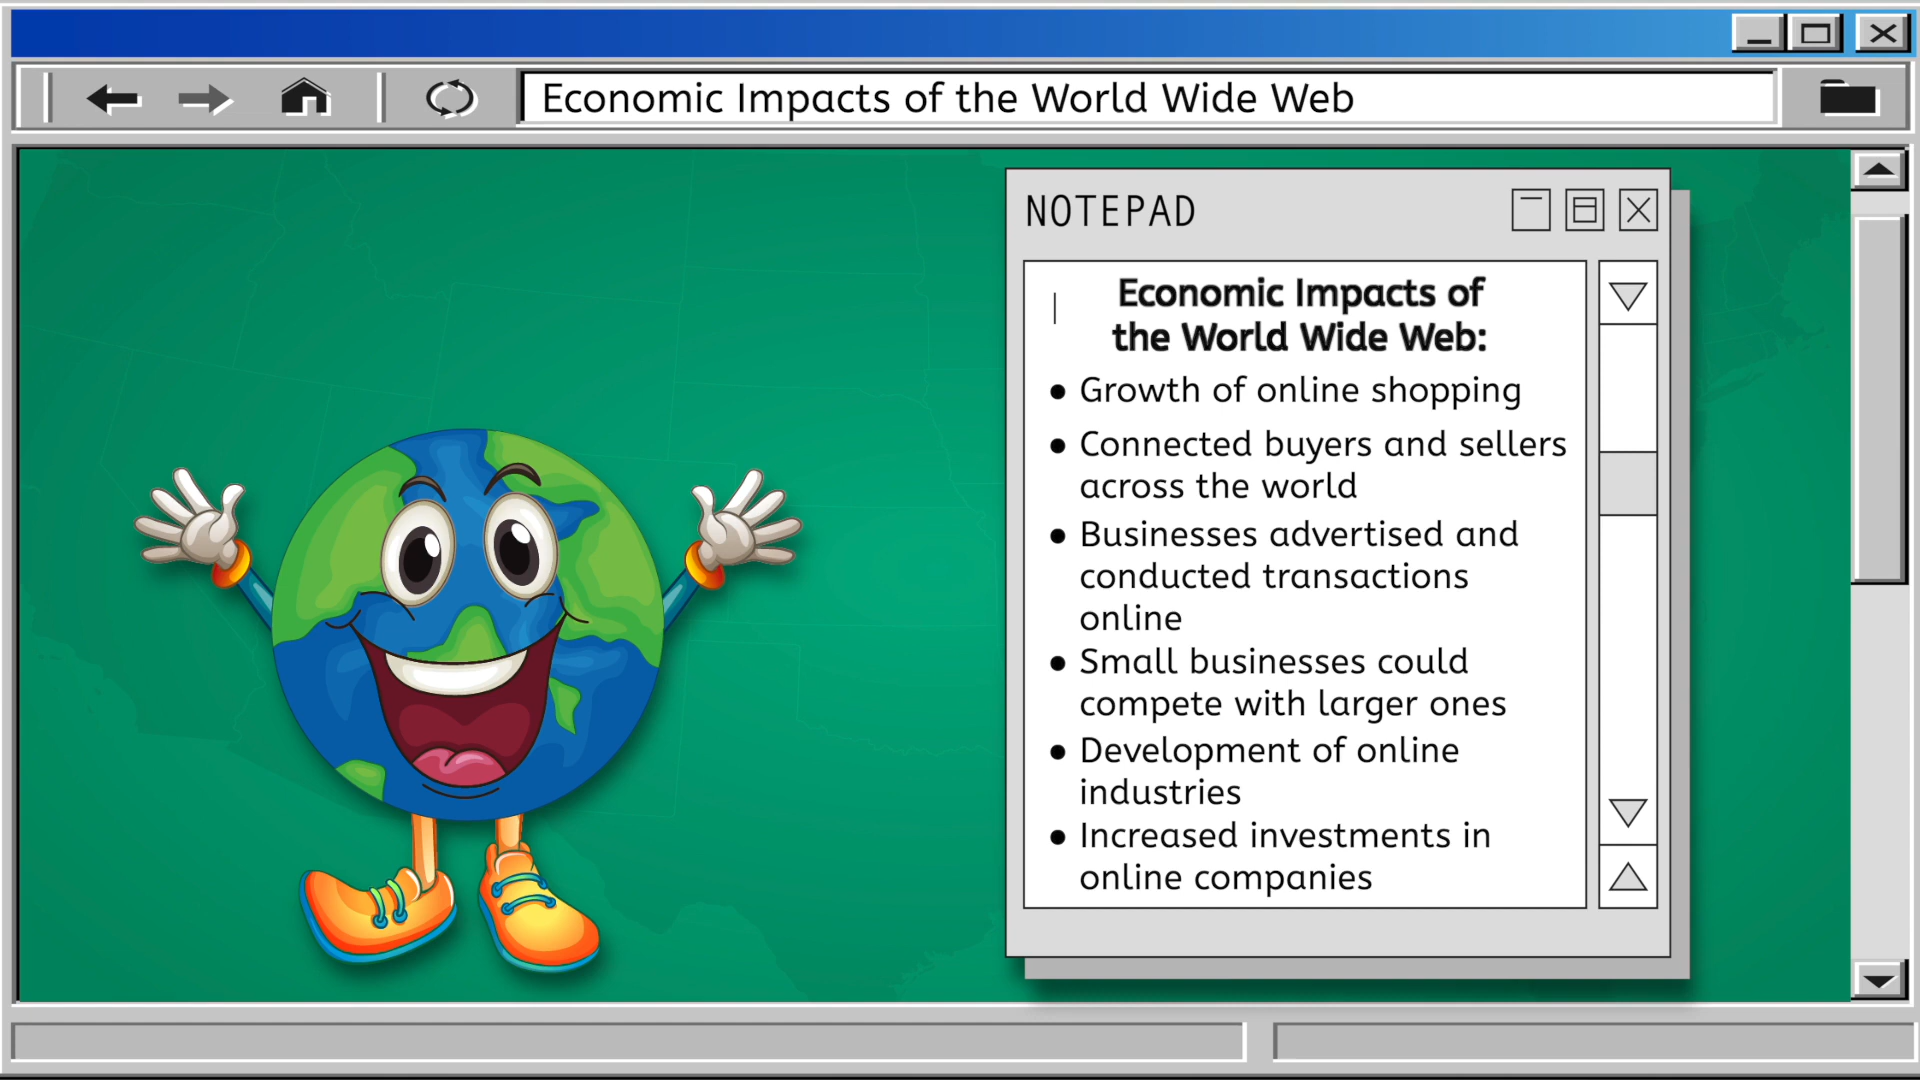 Economic Impacts of the World Wide Web
NOTEPAD
Economic Impacts of
the World Wide Web:
● Growth of online shopping
● Connected buyers and sellers
across the world
● Businesses advertised and
conducted transactions
online
● Small businesses could
compete with larger ones
● Development of online
industries
● Increased investments in
online companies